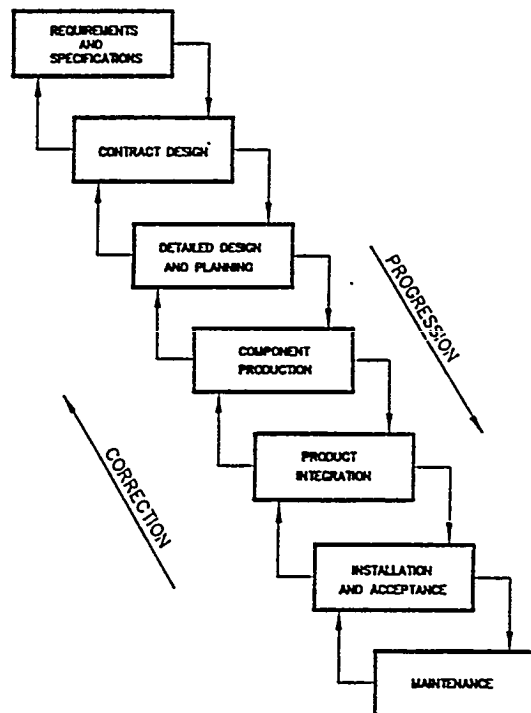 REQUIREMENTS
AND
SPECIFICATIONS
CONTRACT DESIGN
DETAILED DESIGN
AND PLANNING
PROGRESSION
COMPONENT
PRODUCTION
CORRECTION
PRODUCT
INTEGRATION
INSTALLATION
AND ACCEPTANCE
MAINTENANCE